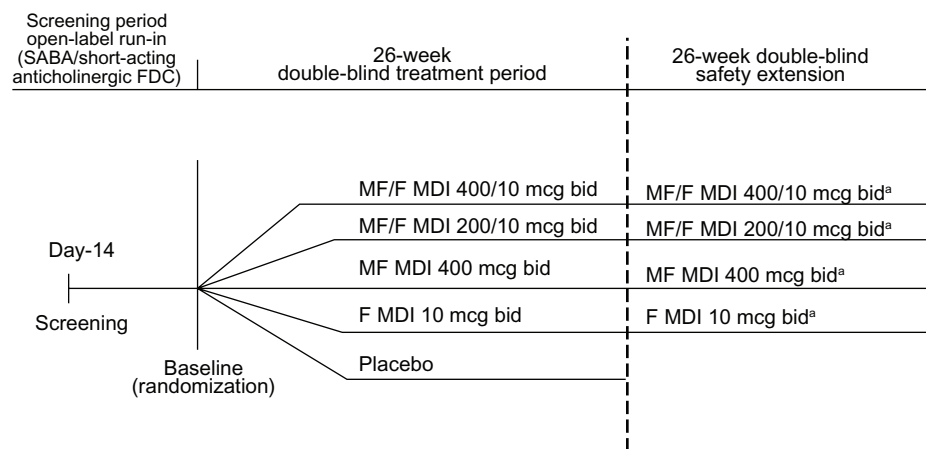 Screening period
open-label run-in
(SABA/short-acting
anticholinergic FDC)
26-week
double-blind treatment period
26-week double-blind
safety extension
MF/F MDI 400/10 mcg bid
MF/F MDI 400/10 mcg bidᵃ
MF/F MDI 200/10 mcg bid
MF/F MDI 200/10 mcg bidᵃ
Day-14
MF MDI 400 mcg bid
MF MDI 400 mcg bidᵃ
Screening
F MDI 10 mcg bid
F MDI 10 mcg bidᵃ
Baseline
(randomization)
Placebo